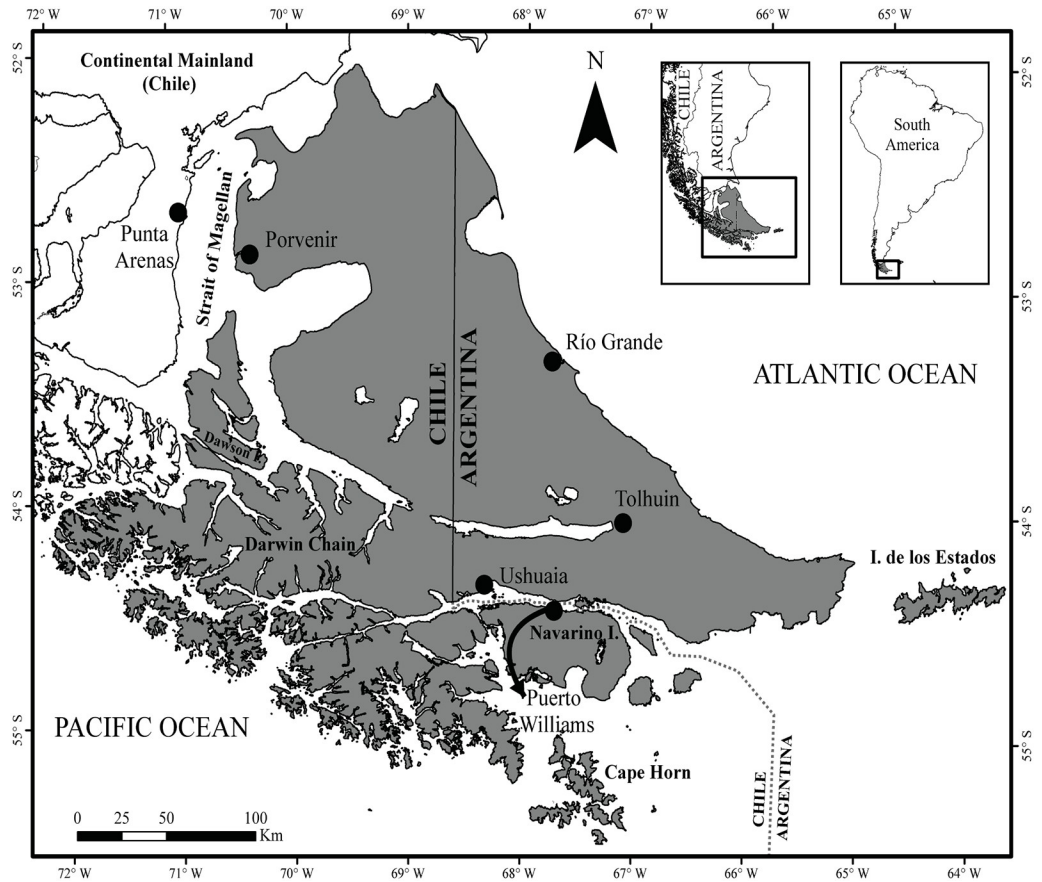 72° W
71° W
70° W
69° W
68° W
67° W
66° W
65° W
52° S
52° S
Continental Mainland
(Chile)
N
CHILE
ARGENTINA
South
America
Strait of Magellan
Punta
Arenas
Porvenir
53° S
53° S
Río Grande
CHILE
ARGENTINA
ATLANTIC OCEAN
Dawson I.
54° S
54° S
Tolhuin
Darwin Chain
Ushuaia
I. de los Estados
Navarino I.
Puerto
Williams
PACIFIC OCEAN
55° S
55° S
Cape Horn
CHILE
ARGENTINA
0 25 50 100
Km
72° W
71° W
70° W
69° W
68° W
67° W
66° W
65° W
64° W